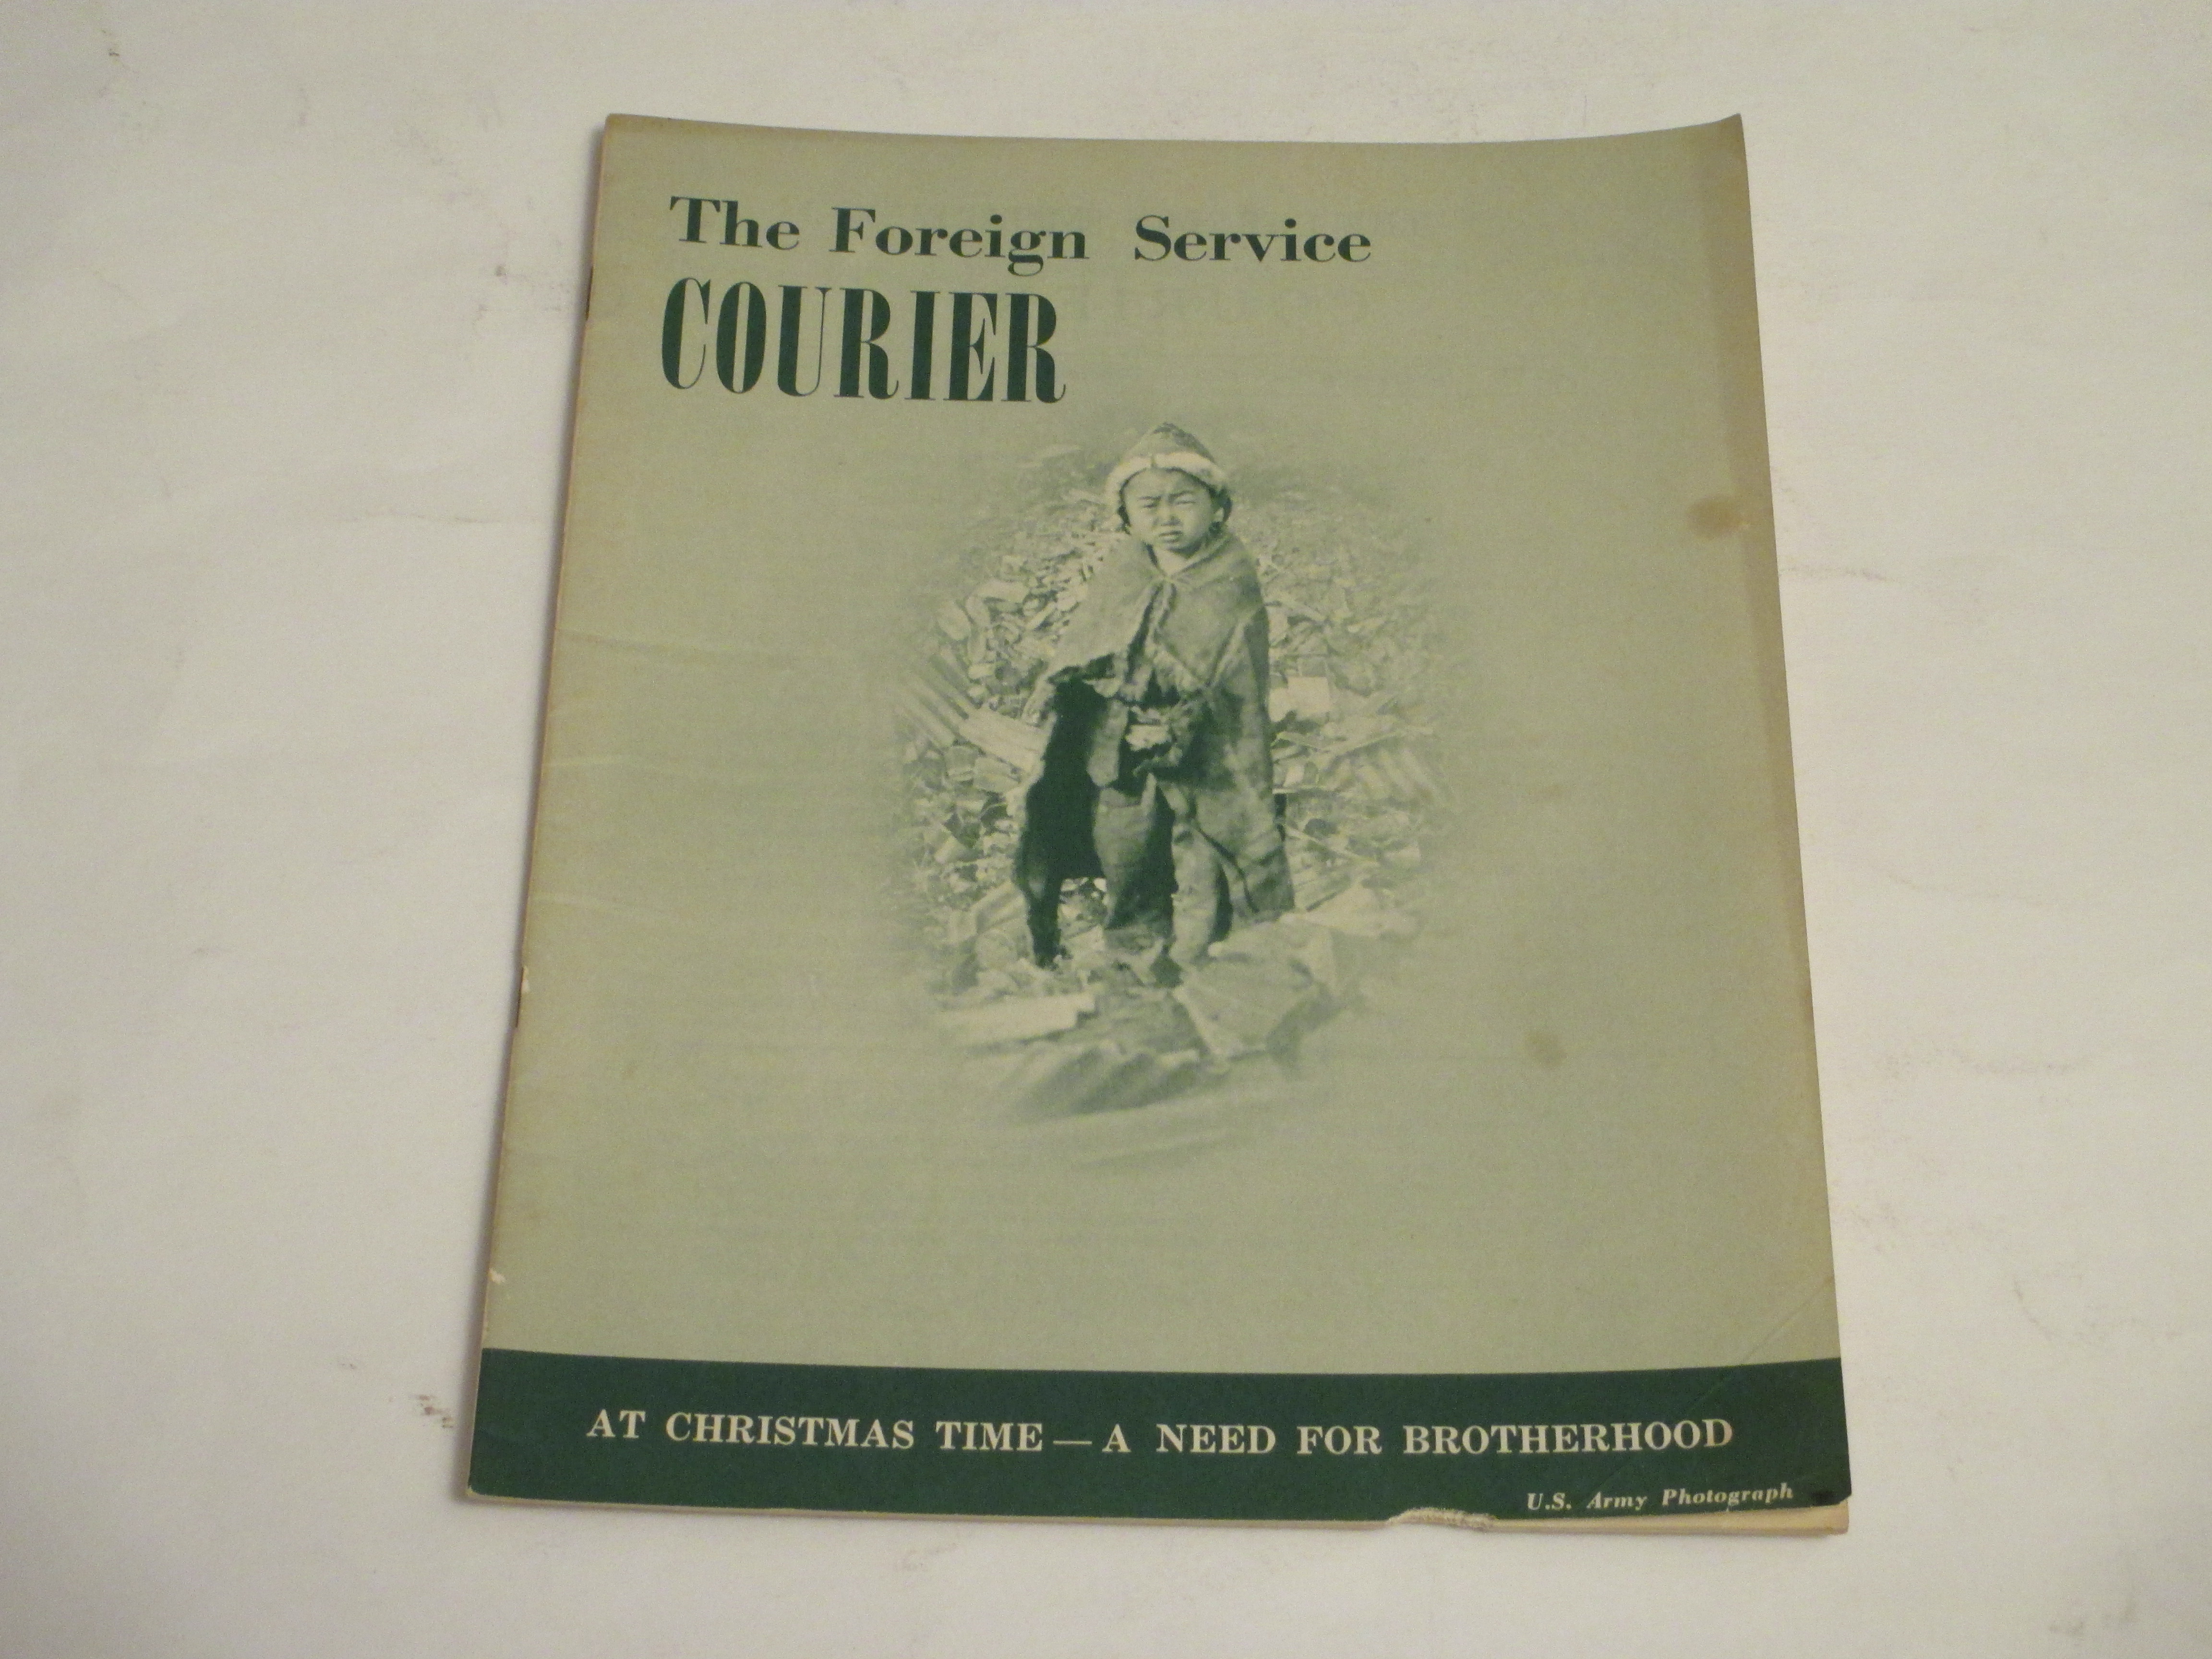 The Foreign Service
COURIER
AT CHRISTMAS TIME — A NEED FOR BROTHERHOOD
U.S. Army Photograph